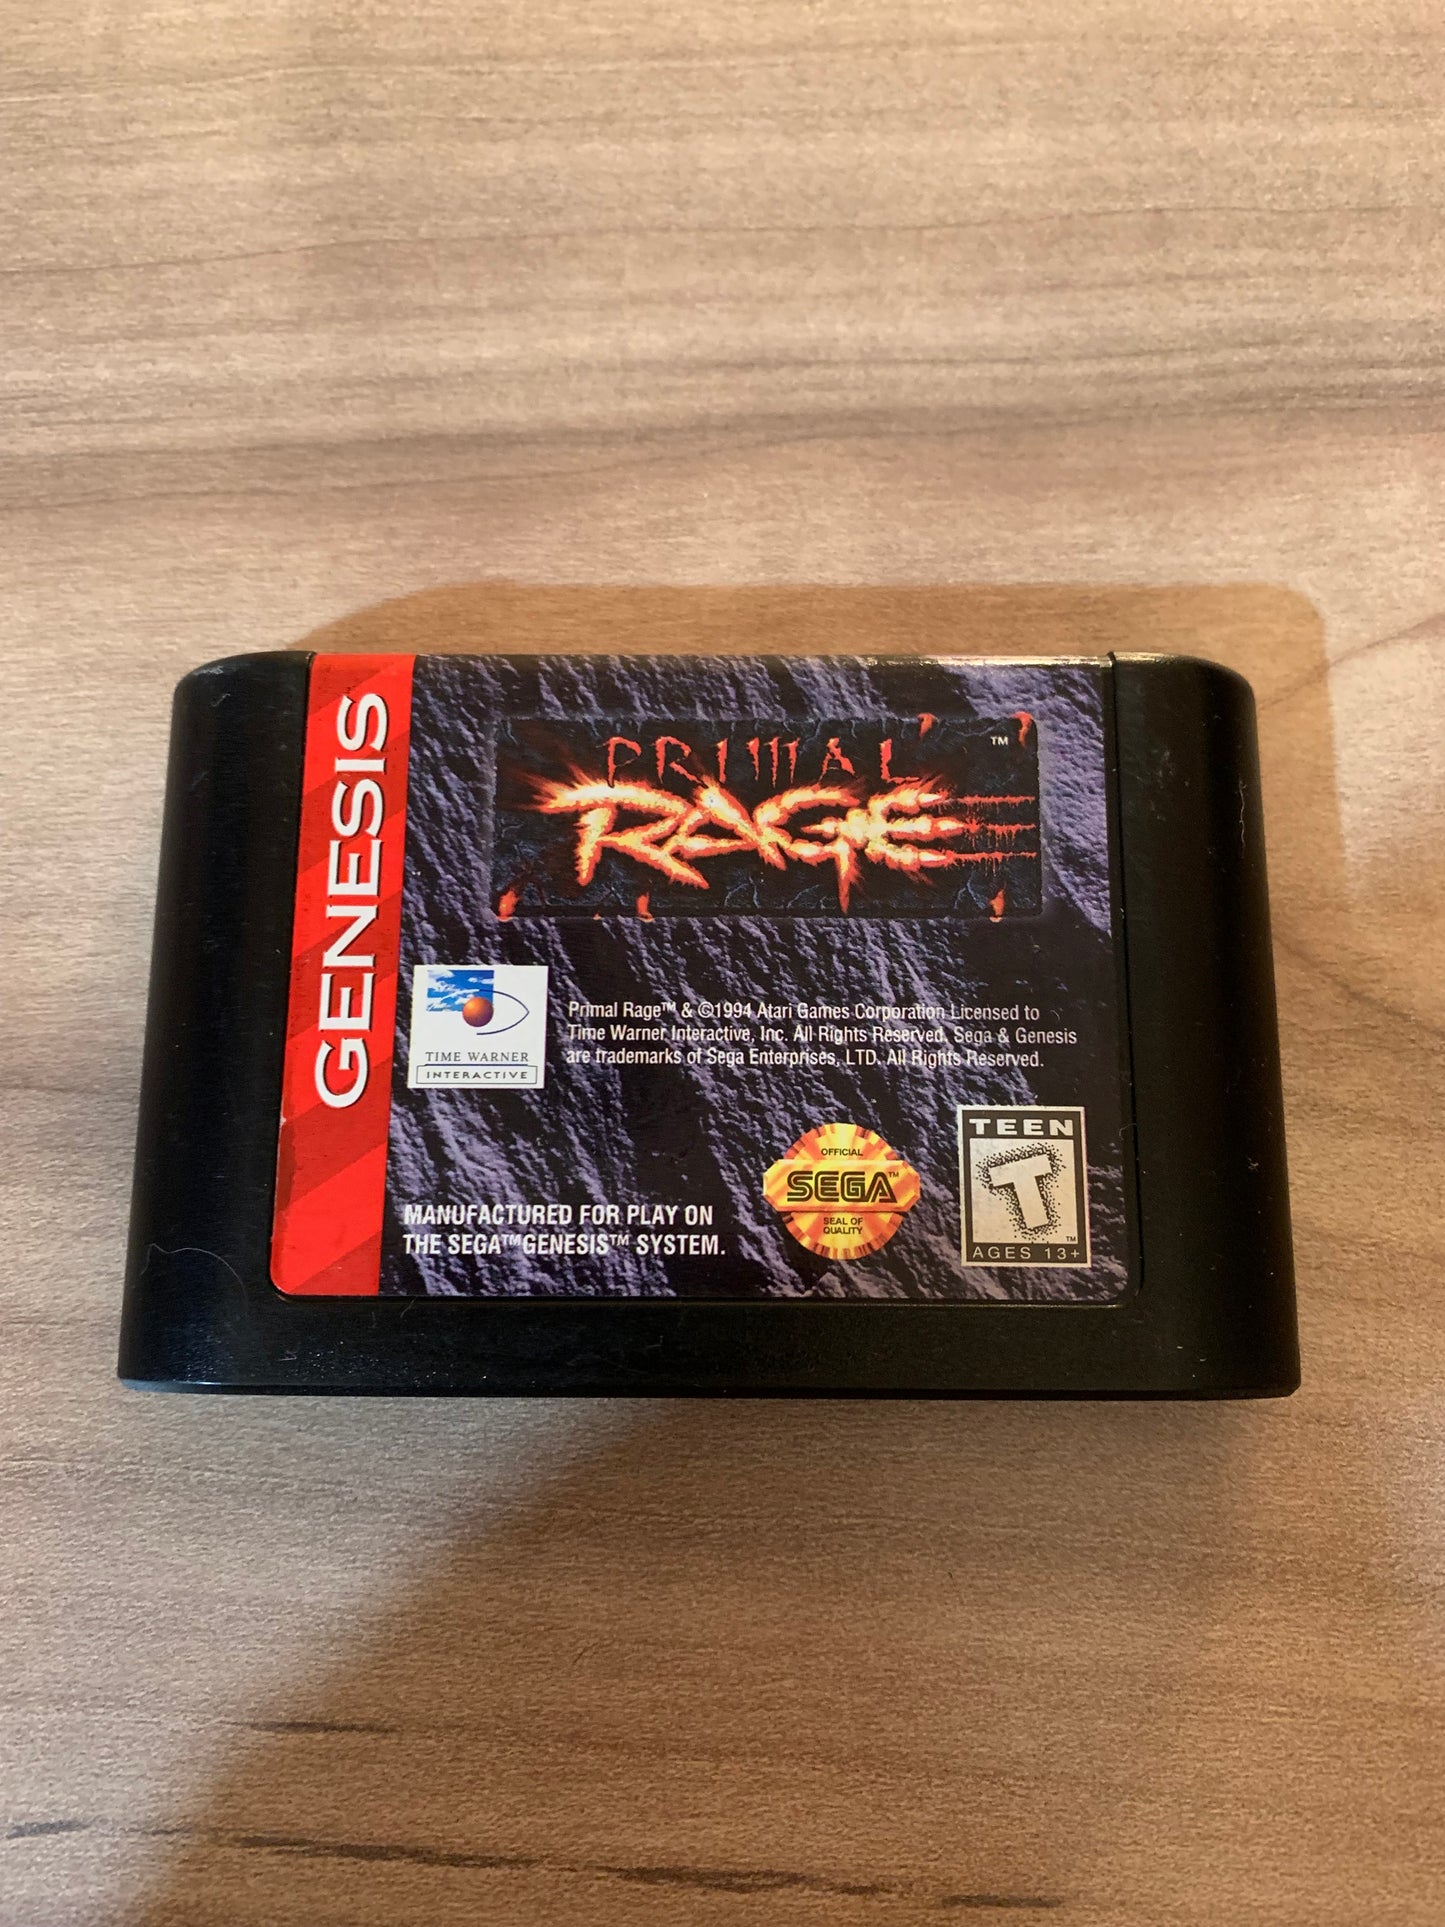 GENESIS
PRIMAL
™
RAGE
TIME WARNER
INTERACTIVE
Primal Rage™ & ©1994 Atari Games Corporation Licensed to
Time Warner Interactive, Inc. All Rights Reserved. Sega & Genesis
are trademarks of Sega Enterprises, LTD. All Rights Reserved.
MANUFACTURED FOR PLAY ON
THE SEGA™ GENESIS™ SYSTEM.
OFFICIAL
SEGA™
SEAL OF
QUALITY
TEEN
T™
AGES 13+